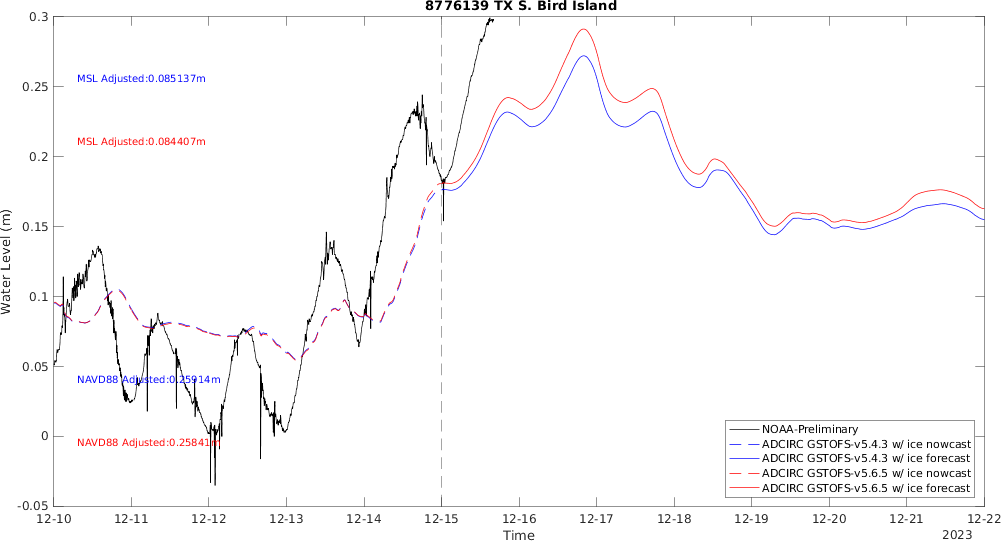 8776139 TX S. Bird Island
0.3
0.25
0.2
0.15
0.1
0.05
0
-0.05
Water Level (m)
MSL Adjusted:0.085137m
MSL Adjusted:0.084407m
NAVD88 Adjusted:0.25914m
NAVD88 Adjusted:0.25841m
NOAA-Preliminary
ADCIRC GSTOFS-v5.4.3 w/ ice nowcast
ADCIRC GSTOFS-v5.4.3 w/ ice forecast
ADCIRC GSTOFS-v5.6.5 w/ ice nowcast
ADCIRC GSTOFS-v5.6.5 w/ ice forecast
12-10 12-11 12-12 12-13 12-14 12-15 12-16 12-17 12-18 12-19 12-20 12-21 12-22
Time
2023